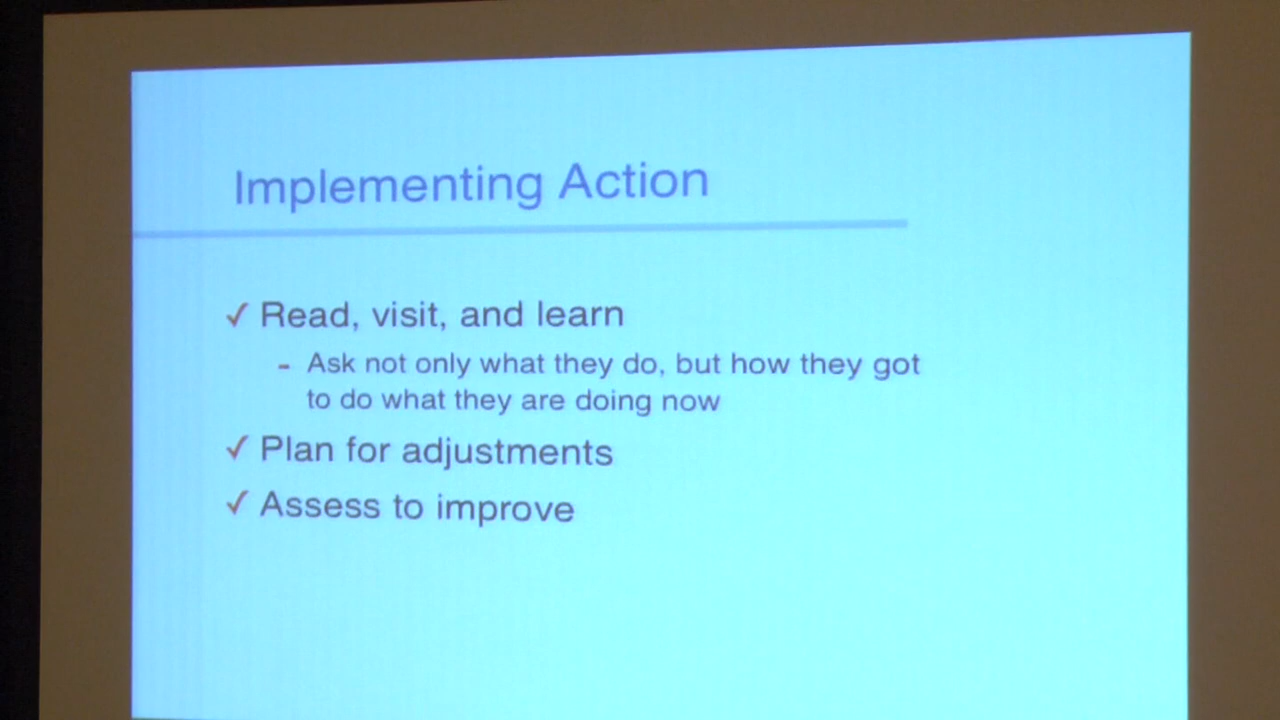 Implementing Action
✓ Read, visit, and learn
- Ask not only what they do, but how they got
to do what they are doing now
✓ Plan for adjustments
✓ Assess to improve